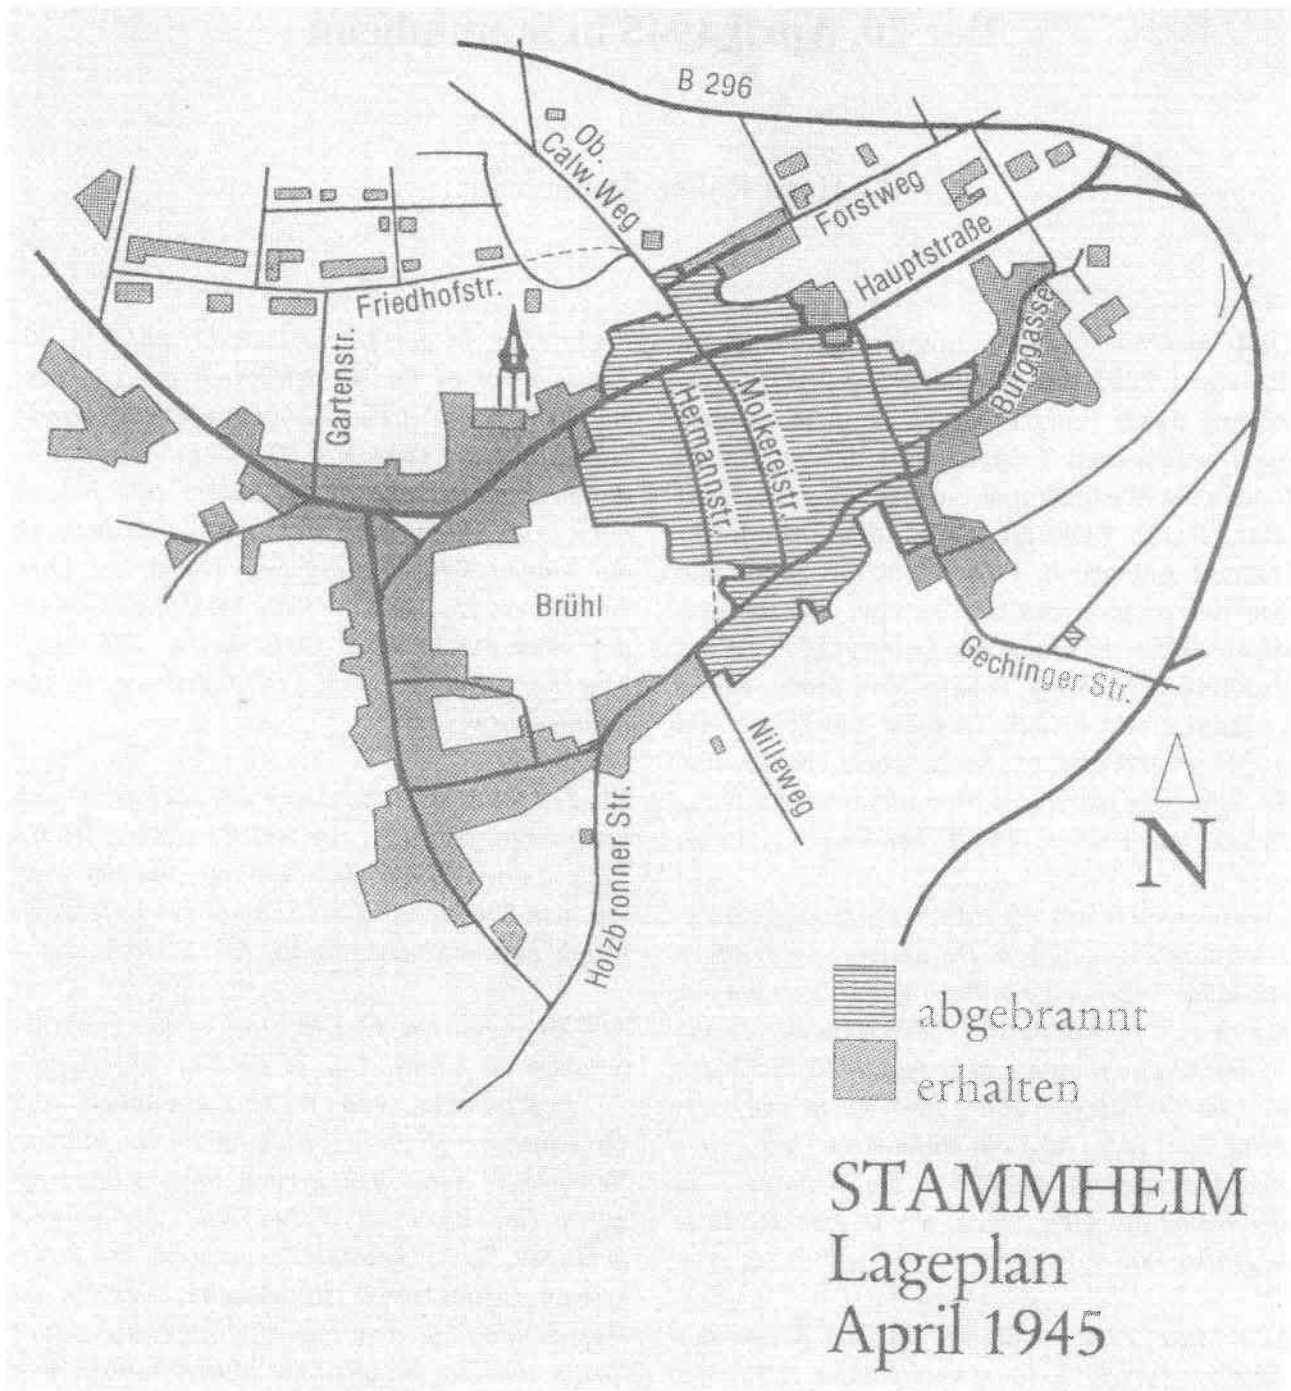 B 296
Ob.
Calw. Weg
Forstweg
Hauptstraße
Friedhofstr.
Gartenstr.
Burggasse
Hermannstr.
Molkereistr.
Brühl
Gechinger Str.
Nilleweg
Holzbronner Str.
N
abgebrannt
erhalten
STAMMHEIM
Lageplan
April 1945